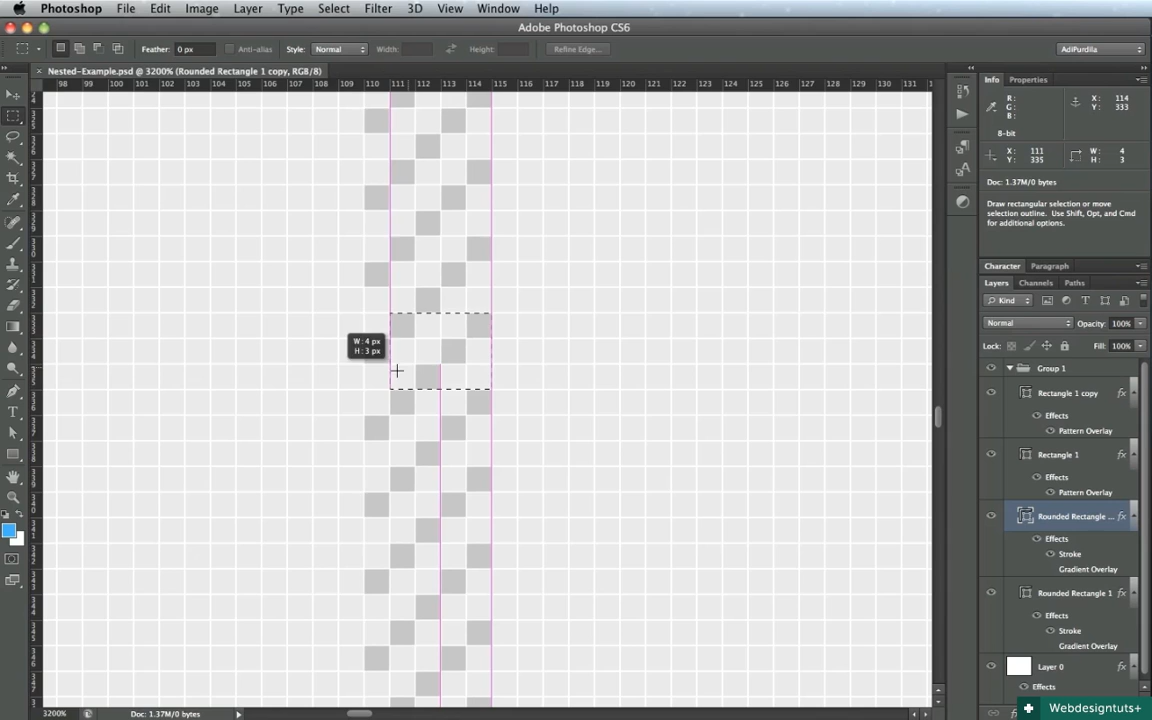 Photoshop File Edit Image Layer Type Select Filter 3D View Window Help
Adobe Photoshop CS6
Feather: 0 px Anti-alias Style: Normal Width: Height: Refine Edge... AdiPurdila
× Nested-Example.psd @ 3200% (Rounded Rectangle 1 copy, RGB/8)
98 99 100 101 102 103 104 105 106 107 108 109 110 111 112 113 114 115 116 117 118 119 120 121 122 123 124 125 126 127 128 129 130 131
Info Properties
R:
G:
B:
X: 114
Y: 333
8-bit
X: 111
Y: 335
W: 4
H: 3
Doc: 1.37M/0 bytes
Draw rectangular selection or move
selection outline. Use Shift, Opt, and Cmd
for additional options.
Character Paragraph
Layers Channels Paths
Kind
Normal Opacity: 100%
Lock: Fill: 100%
Group 1
Rectangle 1 copy fx
Effects
Pattern Overlay
Rectangle 1 fx
Effects
Pattern Overlay
Rounded Rectangle ... fx
Effects
Stroke
Gradient Overlay
Rounded Rectangle 1 fx
Effects
Stroke
Gradient Overlay
Layer 0 fx
Effects
W: 4 px
H: 3 px
T
3200% Doc: 1.37M/0 bytes
Webdesigntuts+